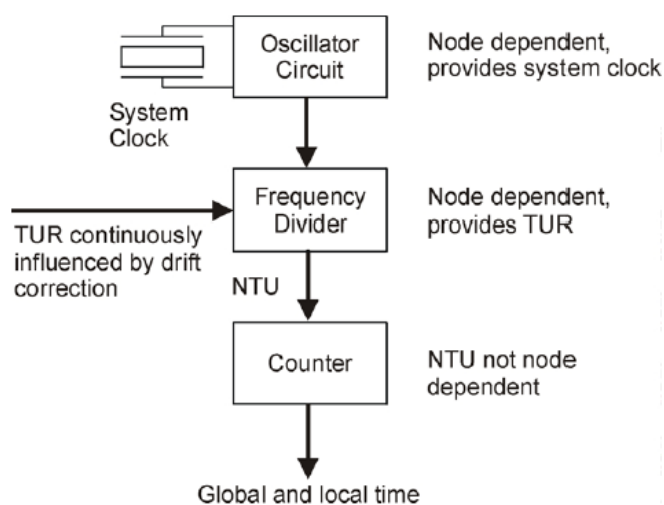 Oscillator
Circuit
Node dependent,
provides system clock
System
Clock
Frequency
Divider
Node dependent,
provides TUR
TUR continuously
influenced by drift
correction
NTU
Counter
NTU not node
dependent
Global and local time